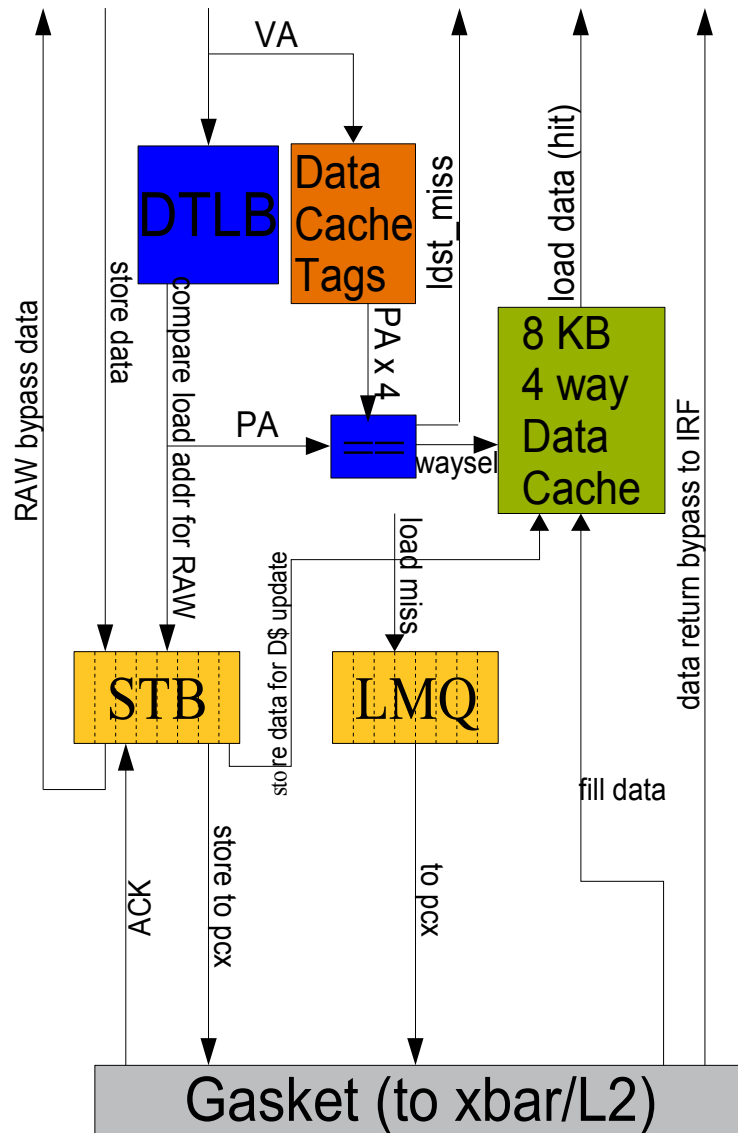 VA
DTLB
Data
Cache
Tags
ldst_miss
load data (hit)
store data
compare load addr for RAW
PA x 4
8 KB
4 way
Data
Cache
RAW bypass data
PA
==
waysel
data return bypass to IRF
load miss
store data for D$ update
STB
LMQ
fill data
ACK
store to pcx
to pcx
Gasket (to xbar/L2)